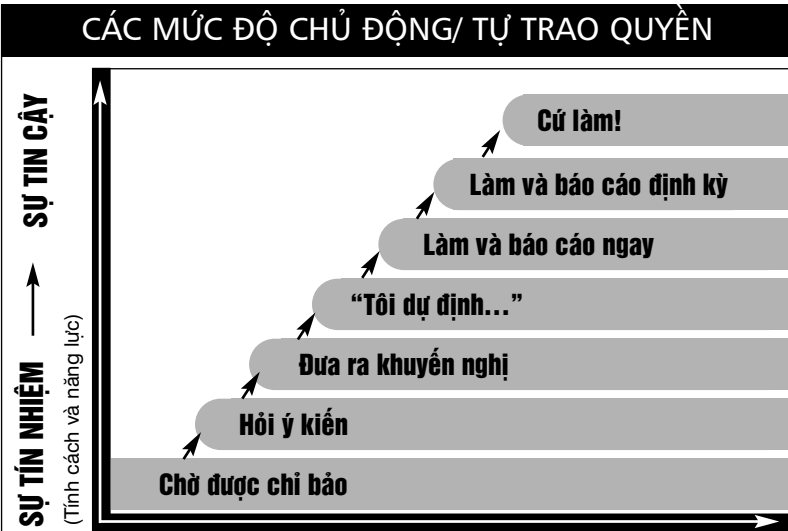 CÁC MỨC ĐỘ CHỦ ĐỘNG/ TỰ TRAO QUYỀN
SỰ TÍN NHIỆM
(Tính cách và năng lực)
SỰ TIN CẬY
Cứ làm!
Làm và báo cáo định kỳ
Làm và báo cáo ngay
“Tôi dự định...”
Đưa ra khuyến nghị
Hỏi ý kiến
Chờ được chỉ bảo